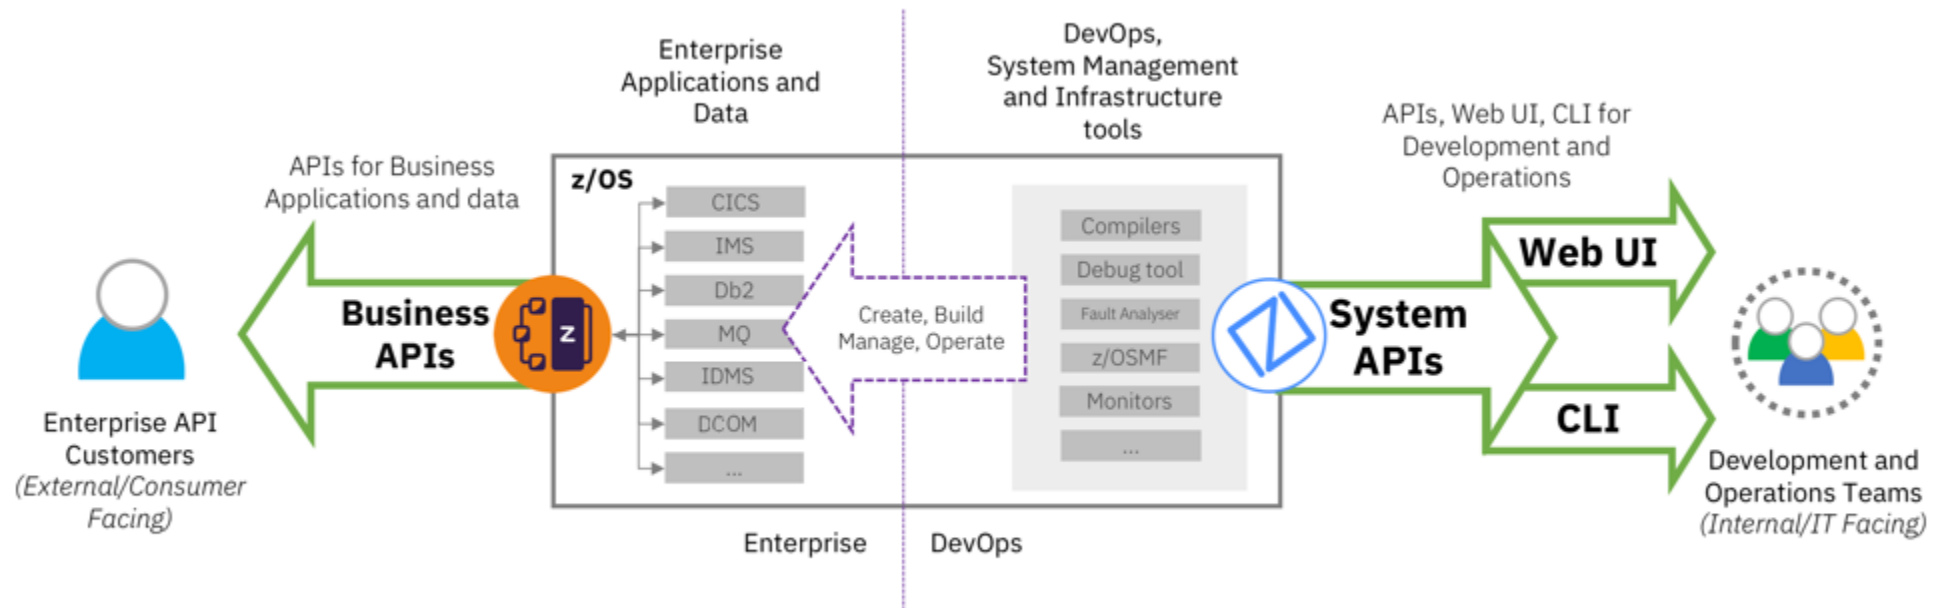 Enterprise
Applications and
Data
DevOps,
System Management
and Infrastructure
tools
APIs for Business
Applications and data
APIs, Web UI, CLI for
Development and
Operations
z/OS
CICS
IMS
Db2
MQ
IDMS
DCOM
...
Create, Build
Manage, Operate
Compilers
Debug tool
Fault Analyser
z/OSMF
Monitors
...
Business
APIs
Z
System
APIs
Web UI
CLI
Enterprise API
Customers
(External/Consumer
Facing)
Development and
Operations Teams
(Internal/IT Facing)
Enterprise
DevOps